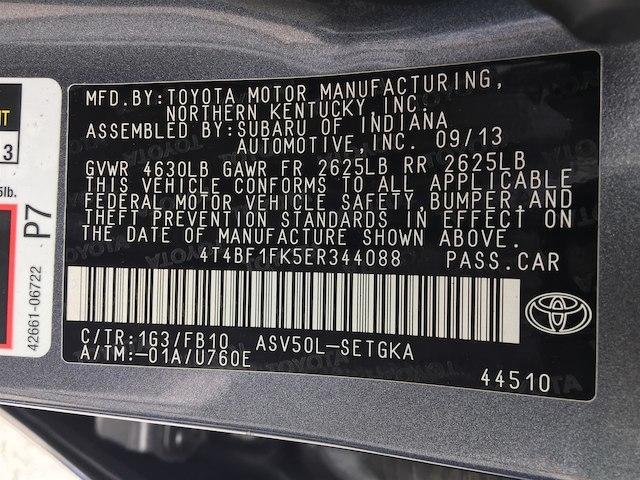 MFD.BY:TOYOTA MOTOR MANUFACTURING,
NORTHERN KENTUCKY, INC.
ASSEMBLED BY:SUBARU OF INDIANA
AUTOMOTIVE, INC. 09/13
GVWR 4630LB GAWR FR 2625LB RR 2625LB
THIS VEHICLE CONFORMS TO ALL APPLICABLE
FEDERAL MOTOR VEHICLE SAFETY,BUMPER,AND
THEFT PREVENTION STANDARDS IN EFFECT ON
THE DATE OF MANUFACTURE SHOWN ABOVE.
4T4BF1FK5ER344088 PASS.CAR
C/TR:1G3/FB10 ASV50L-SETGKA
A/TM:-01A/U760E
44510
3
5lb.
P7
42661-06722